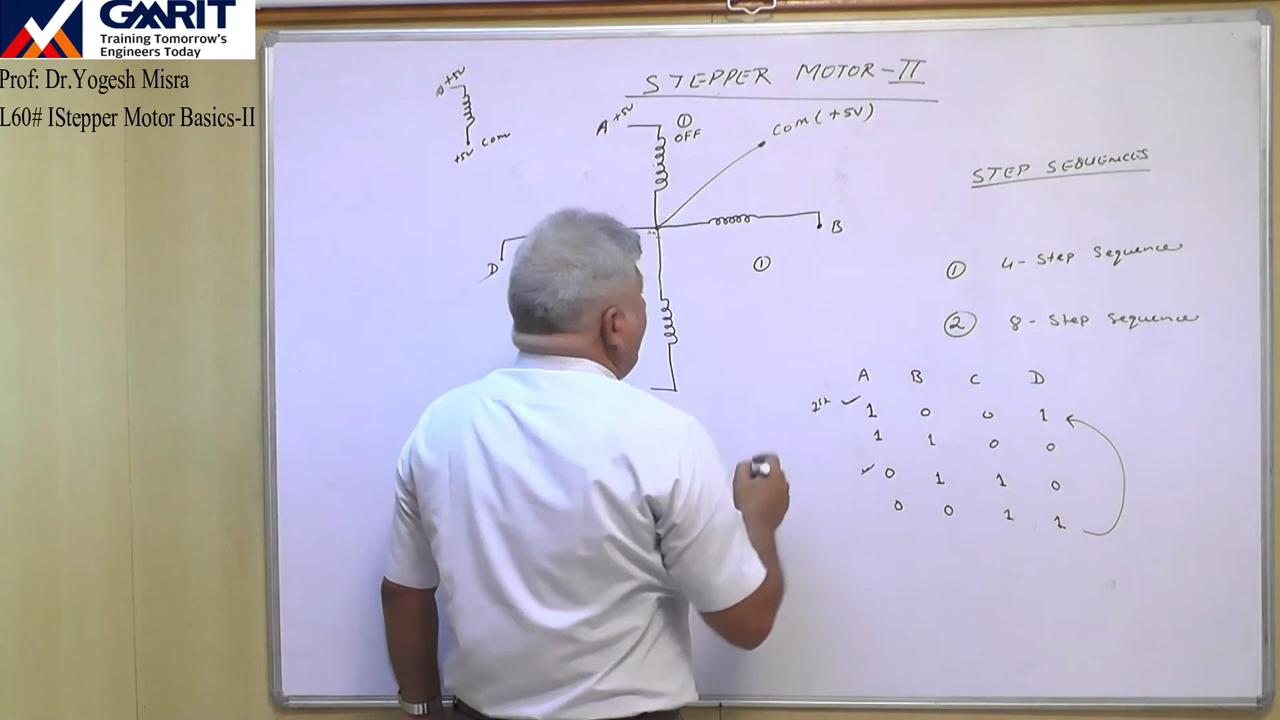 GMRIT
Training Tomorrow's
Engineers Today
Prof: Dr.Yogesh Misra
L60# IStepper Motor Basics-II
STEPPER MOTOR-II
A +5V
+5V com
A +5V
① OFF
COM (+5V)
B
D
①
STEP SEQUENCES
① 4- Step Sequence
② 8- Step Sequence
A B C D
1 0 0 1
1 1 0 0
0 1 1 0
0 0 1 1